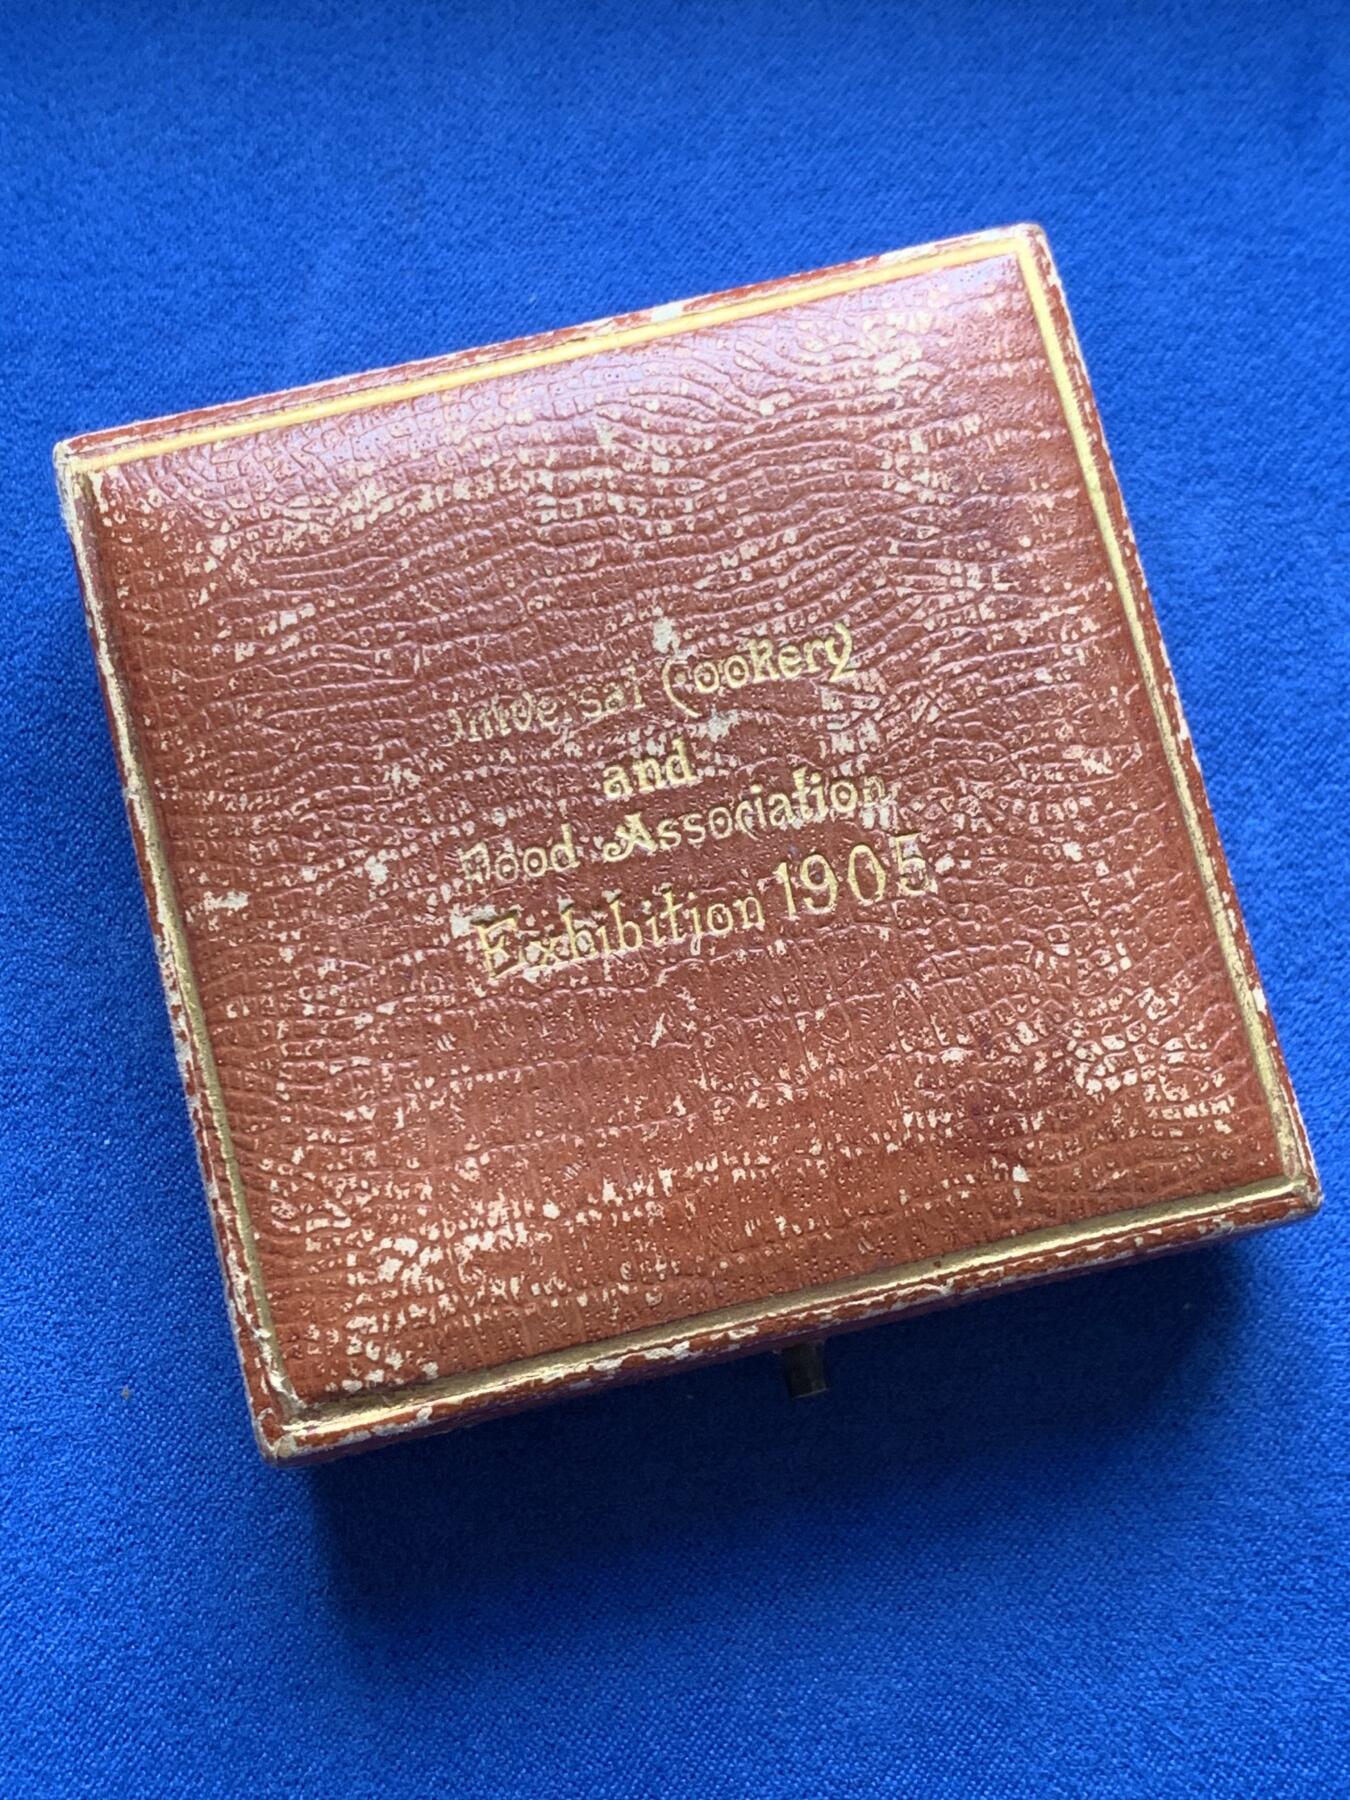 Universal Cookery
and
Food Association
Exhibition 1905